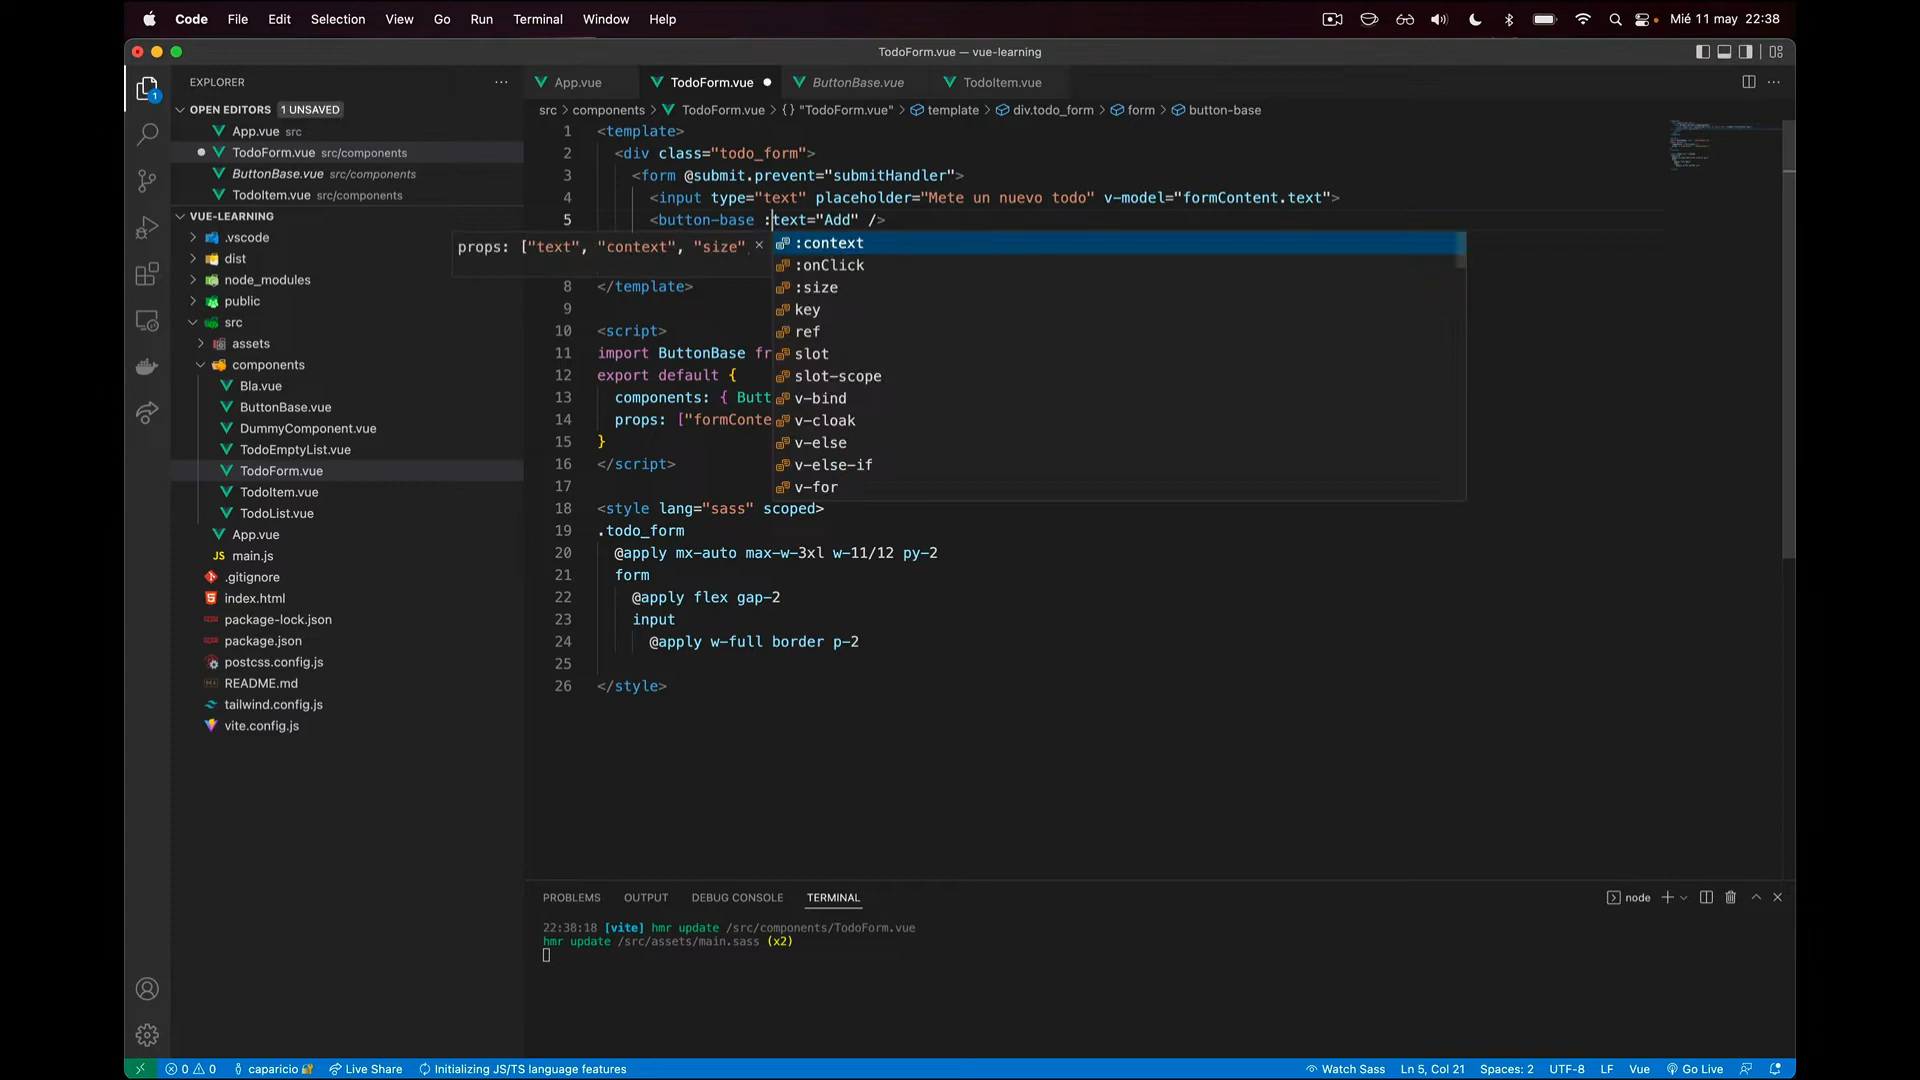 Code File Edit Selection View Go Run Terminal Window Help
Mié 11 may 22:38
TodoForm.vue — vue-learning
EXPLORER
OPEN EDITORS 1 UNSAVED
App.vue src
TodoForm.vue src/components
ButtonBase.vue src/components
TodoItem.vue src/components
VUE-LEARNING
.vscode
dist
node_modules
public
src
assets
components
Bla.vue
ButtonBase.vue
DummyComponent.vue
TodoEmptyList.vue
TodoForm.vue
TodoItem.vue
TodoList.vue
App.vue
JS main.js
.gitignore
index.html
package-lock.json
package.json
postcss.config.js
README.md
tailwind.config.js
vite.config.js
1
App.vue TodoForm.vue ButtonBase.vue TodoItem.vue
src > components > TodoForm.vue > {} "TodoForm.vue" > template > div.todo_form > form > button-base
1 <template>
2 <div class="todo_form">
3 <form @submit.prevent="submitHandler">
4 <input type="text" placeholder="Mete un nuevo todo" v-model="formContent.text">
5 <button-base :text="Add" />
props: ["text", "context", "size",
:context
:onClick
:size
key
ref
slot
slot-scope
v-bind
v-cloak
v-else
v-else-if
v-for
8 </template>
9
10 <script>
11 import ButtonBase fr
12 export default {
13 components: { Butt
14 props: ["formConte
15 }
16 </script>
17
18 <style lang="sass" scoped>
19 .todo_form
20 @apply mx-auto max-w-3xl w-11/12 py-2
21 form
22 @apply flex gap-2
23 input
24 @apply w-full border p-2
25
26 </style>
PROBLEMS OUTPUT DEBUG CONSOLE TERMINAL
node
22:38:18 [vite] hmr update /src/components/TodoForm.vue
hmr update /src/assets/main.sass (x2)
0 0 caparicio Live Share Initializing JS/TS language features
Watch Sass Ln 5, Col 21 Spaces: 2 UTF-8 LF Vue Go Live